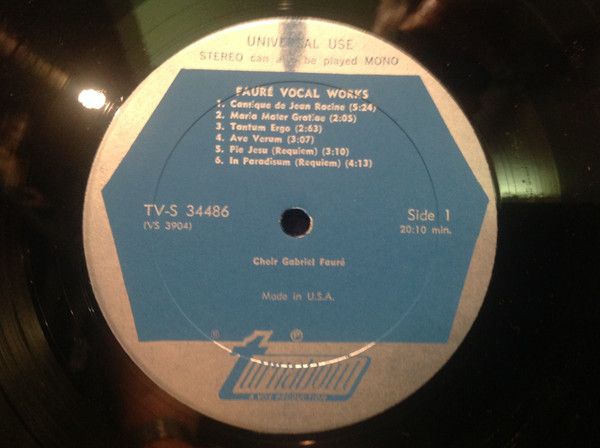 UNIVERSAL USE
STEREO can also be played MONO
FAURÉ VOCAL WORKS
1. Cantique de Jean Racine (5:24)
2. Maria Mater Gratiae (2:05)
3. Tantum Ergo (2:63)
4. Ave Verum (3:07)
5. Pie Jesu (Requiem) (3:10)
6. In Paradisum (Requiem) (4:13)
TV-S 34486
(VS 3904)
Side 1
20:10 min.
Choir Gabriel Fauré
Made in U.S.A.
® ℗
Turnabout
A VOX PRODUCTION